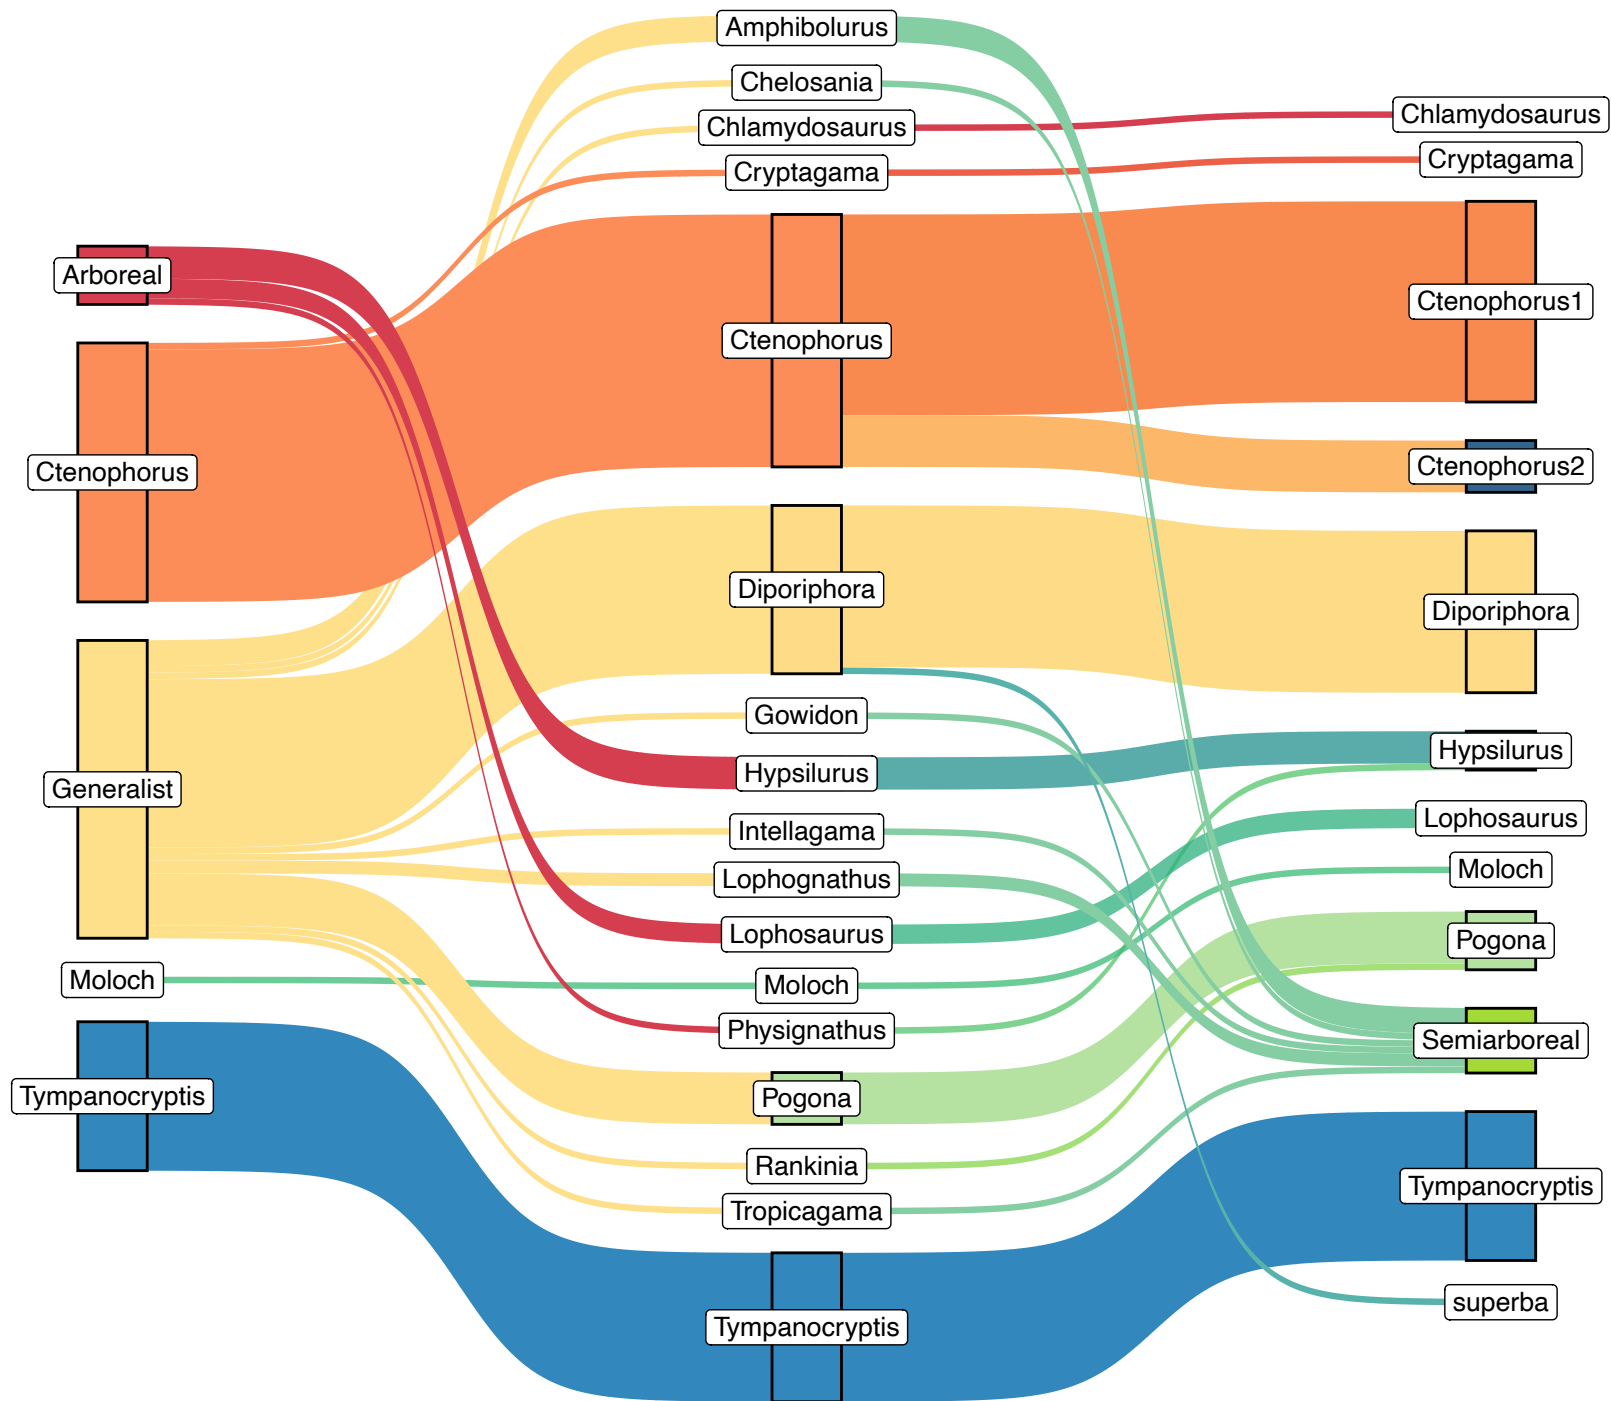 Arboreal
Ctenophorus
Generalist
Moloch
Tympanocryptis
Amphibolurus
Chelosania
Chlamydosaurus
Cryptagama
Ctenophorus
Diporiphora
Gowidon
Hypsilurus
Intellagama
Lophognathus
Lophosaurus
Moloch
Physignathus
Pogona
Rankinia
Tropicagama
Tympanocryptis
Chlamydosaurus
Cryptagama
Ctenophorus1
Ctenophorus2
Diporiphora
Hypsilurus
Lophosaurus
Moloch
Pogona
Semiarboreal
Tympanocryptis
superba